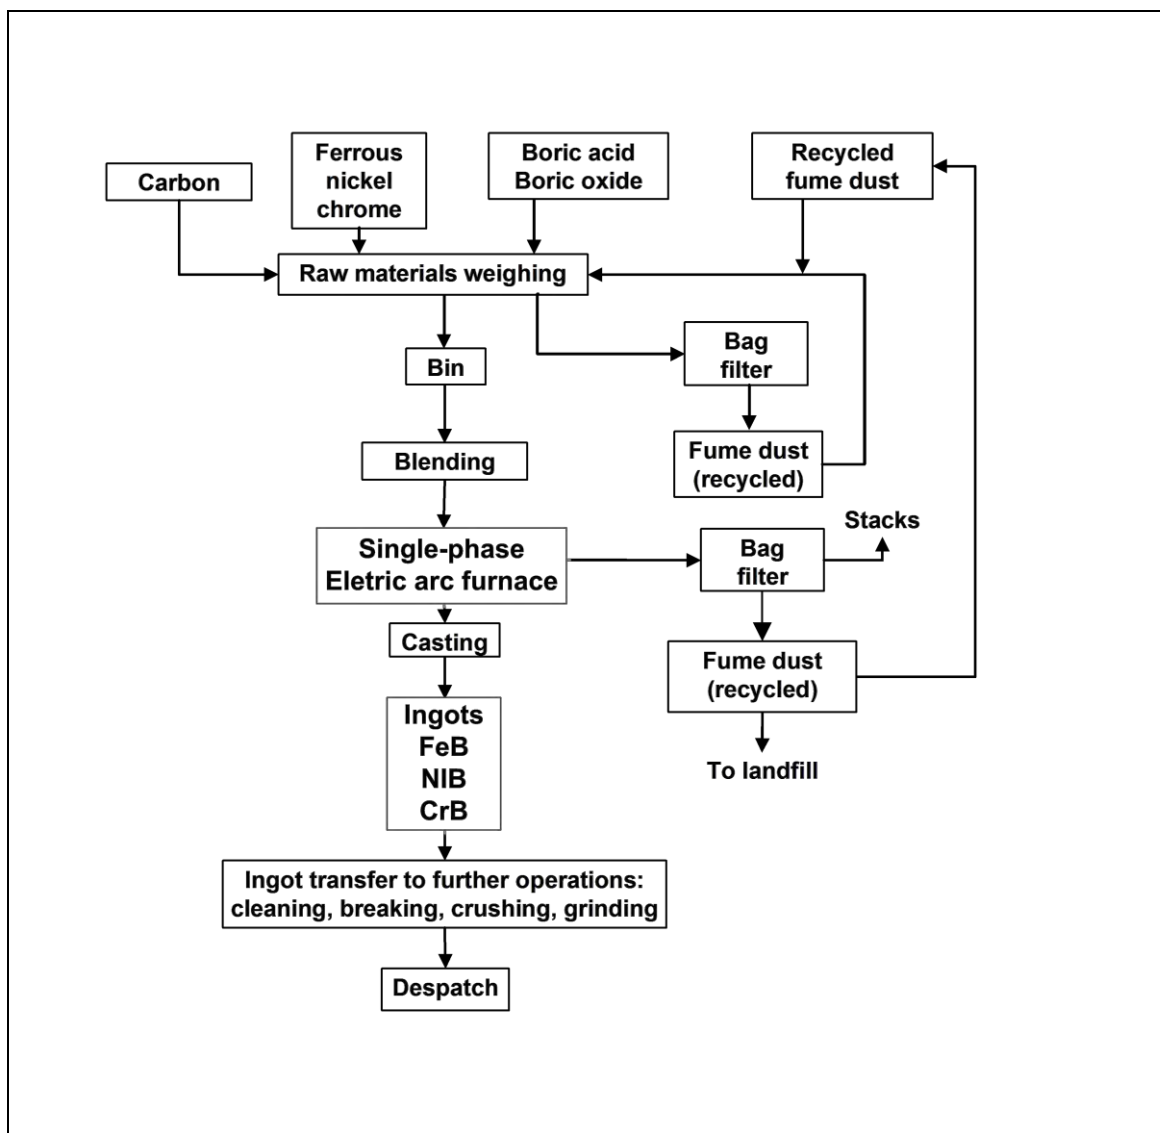 Carbon
Ferrous
nickel
chrome
Boric acid
Boric oxide
Recycled
fume dust
Raw materials weighing
Bin
Bag
filter
Blending
Fume dust
(recycled)
Stacks
Single-phase
Eletric arc furnace
Bag
filter
Casting
Fume dust
(recycled)
Ingots
FeB
NIB
CrB
To landfill
Ingot transfer to further operations:
cleaning, breaking, crushing, grinding
Despatch